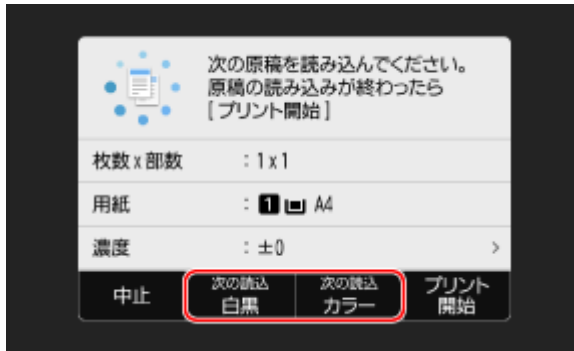 次の原稿を読み込んでください。
原稿の読み込みが終わったら
[プリント開始]
枚数x部数 : 1x1
用紙 : 1 A4
濃度 : ±0 >
中止
次の読込
白黒
次の読込
カラー
プリント
開始